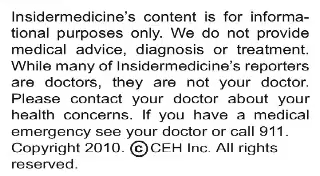 Insidermedicine's content is for informa-
tional purposes only. We do not provide
medical advice, diagnosis or treatment.
While many of Insidermedicine's reporters
are doctors, they are not your doctor.
Please contact your doctor about your
health concerns. If you have a medical
emergency see your doctor or call 911.
Copyright 2010. ©CEH Inc. All rights
reserved.